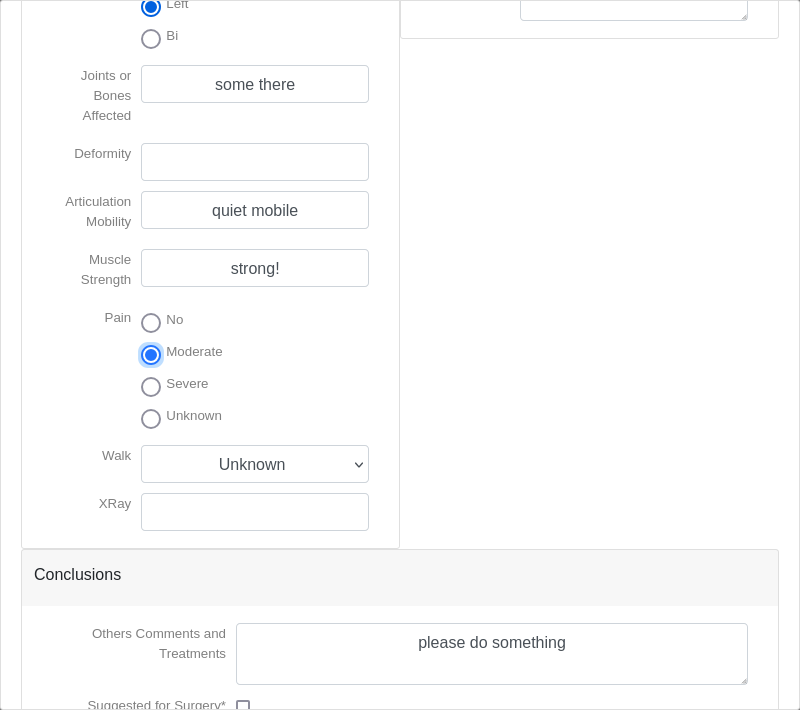 Left
Bi
Joints or
Bones
Affected
some there
Deformity
Articulation
Mobility
quiet mobile
Muscle
Strength
strong!
Pain
No
Moderate
Severe
Unknown
Walk
Unknown
XRay
Conclusions
Others Comments and
Treatments
please do something
Suggested for Surgery*